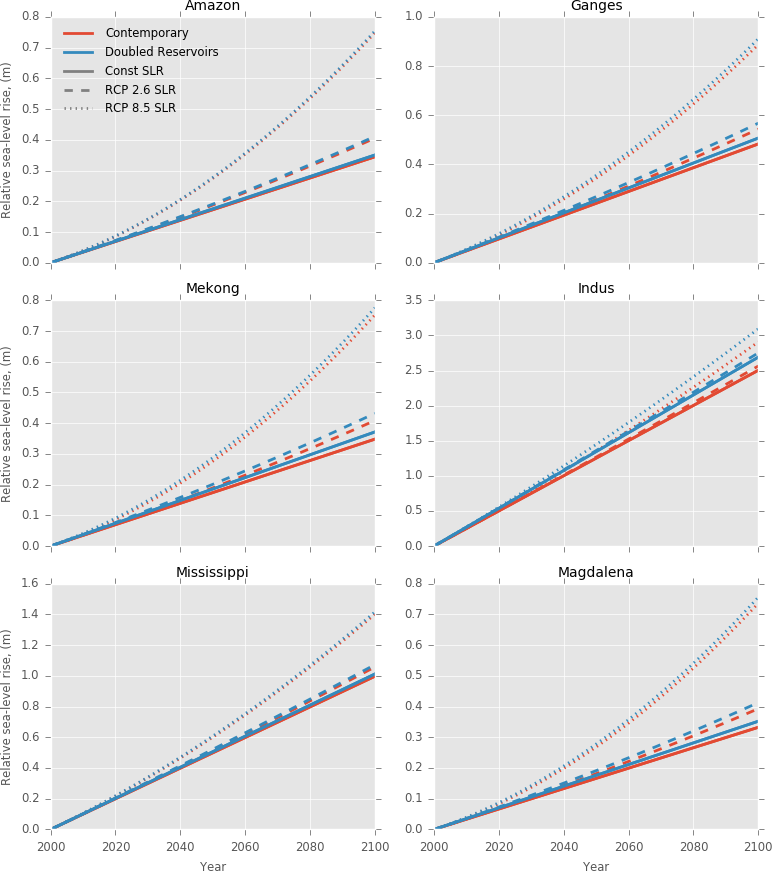 Amazon
Relative sea-level rise, (m)
0.8
0.7
0.6
0.5
0.4
0.3
0.2
0.1
0.0
Contemporary
Doubled Reservoirs
Const SLR
RCP 2.6 SLR
RCP 8.5 SLR
Ganges
1.0
0.8
0.6
0.4
0.2
0.0
Mekong
Relative sea-level rise, (m)
0.8
0.7
0.6
0.5
0.4
0.3
0.2
0.1
0.0
Indus
3.5
3.0
2.5
2.0
1.5
1.0
0.5
0.0
Mississippi
Relative sea-level rise, (m)
1.6
1.4
1.2
1.0
0.8
0.6
0.4
0.2
0.0
2000 2020 2040 2060 2080 2100
Year
Magdalena
0.8
0.7
0.6
0.5
0.4
0.3
0.2
0.1
0.0
2000 2020 2040 2060 2080 2100
Year